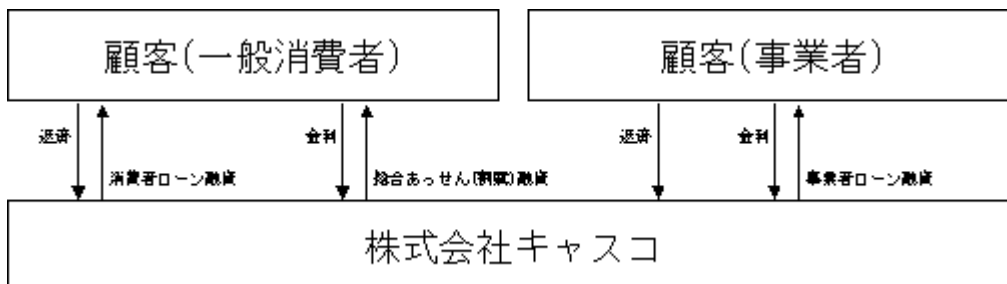 顧客(一般消費者)
顧客(事業者)
返済
金利
返済
金利
消費者ローン融資
総合あっせん(割賦)融資
事業者ローン融資
株式会社キャスコ